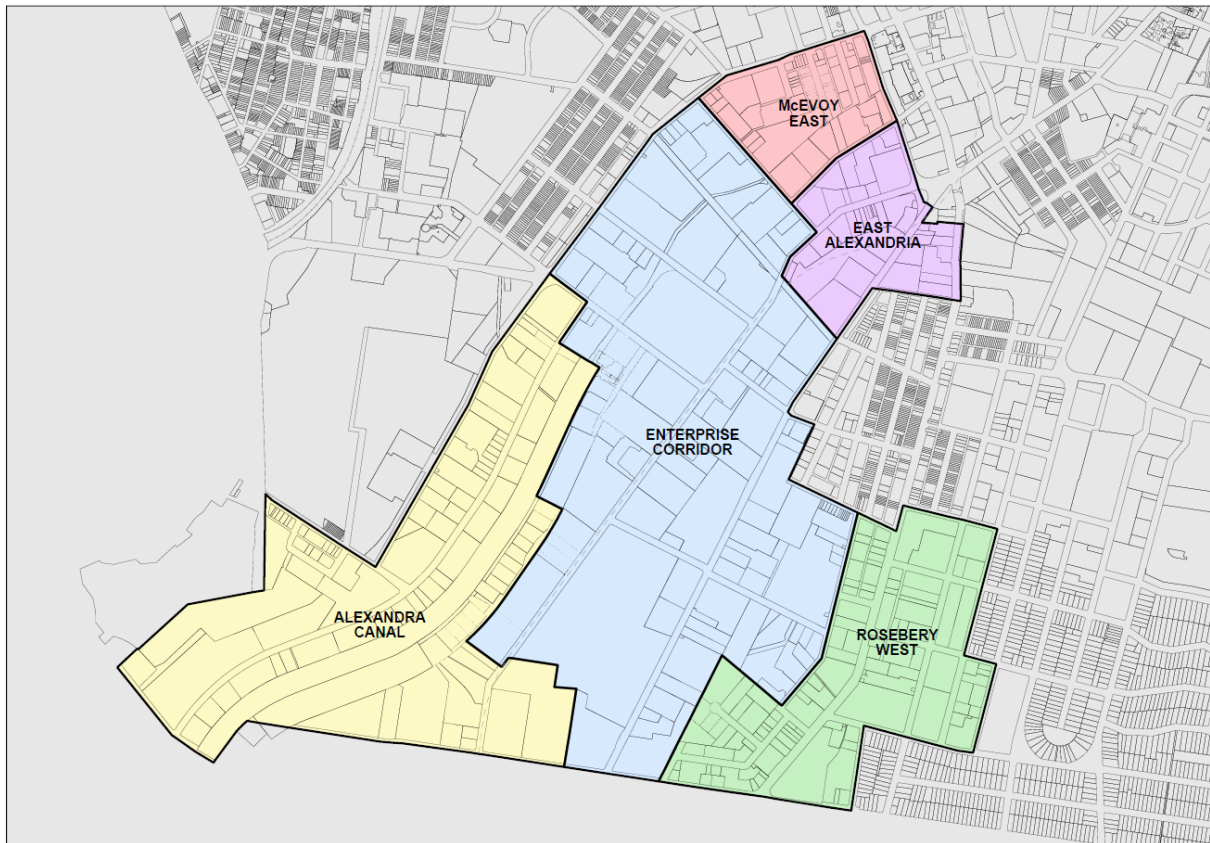 McEVOY
EAST
EAST
ALEXANDRIA
ENTERPRISE
CORRIDOR
ALEXANDRA
CANAL
ROSEBERY
WEST